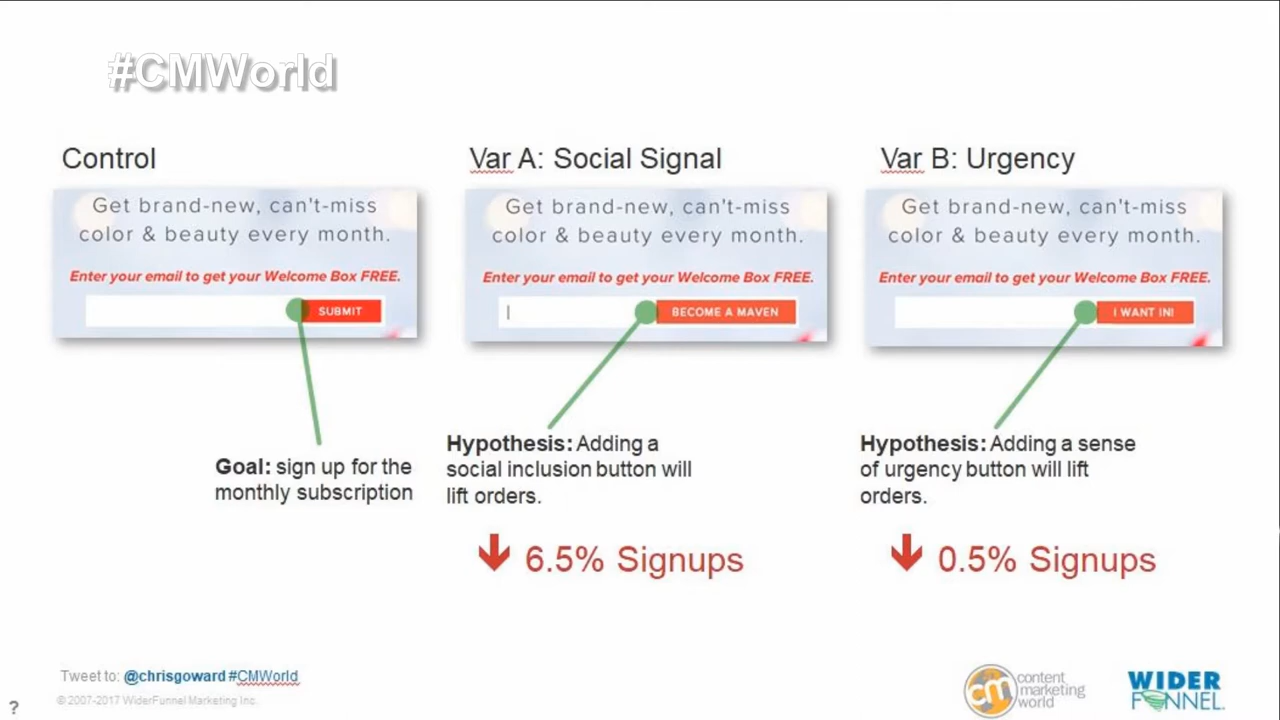 #CMWorld
Control
Get brand-new, can't-miss
color & beauty every month.
Enter your email to get your Welcome Box FREE.
SUBMIT
Goal: sign up for the
monthly subscription
Var A: Social Signal
Get brand-new, can't-miss
color & beauty every month.
Enter your email to get your Welcome Box FREE.
BECOME A MAVEN
Hypothesis: Adding a
social inclusion button will
lift orders.
6.5% Signups
Var B: Urgency
Get brand-new, can't-miss
color & beauty every month.
Enter your email to get your Welcome Box FREE.
I WANT IN!
Hypothesis: Adding a sense
of urgency button will lift
orders.
0.5% Signups
Tweet to: @chrisgoward #CMWorld
© 2007-2017 WiderFunnel Marketing Inc.
?
cm
content
marketing
world
WIDER
FUNNEL